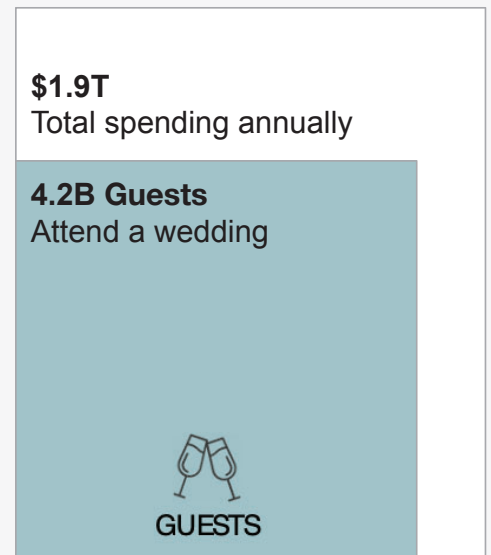 $1.9T
Total spending annually
4.2B Guests
Attend a wedding
GUESTS